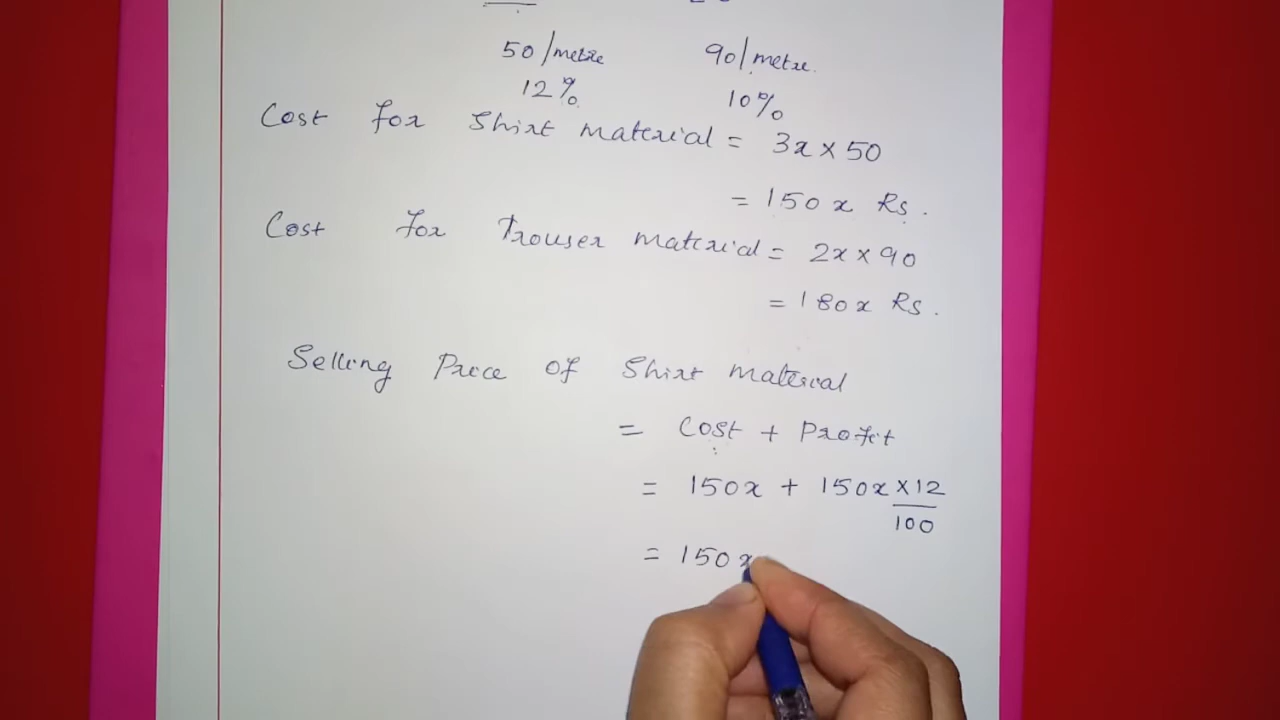 50/metre 90/metre.
12% 10%
Cost for Shirt material = 3x × 50
= 150x Rs.
Cost for Trouser material = 2x × 90
= 180x Rs.
Selling Price of Shirt material
= Cost + Profit
= 150x + 150x × 12
100
= 150x